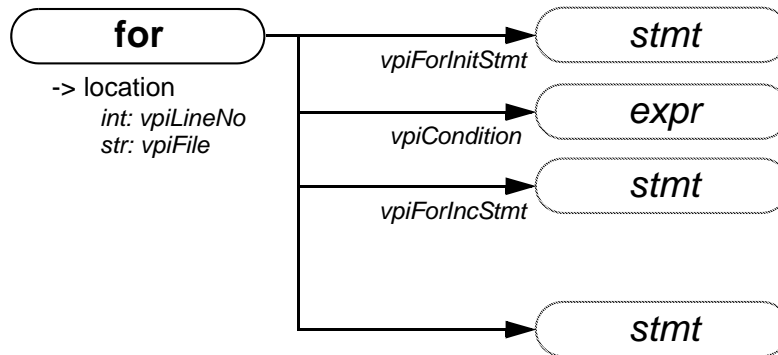 for
stmt
vpiForInitStmt
-> location
int: vpiLineNo
str: vpiFile
expr
vpiCondition
stmt
vpiForIncStmt
stmt